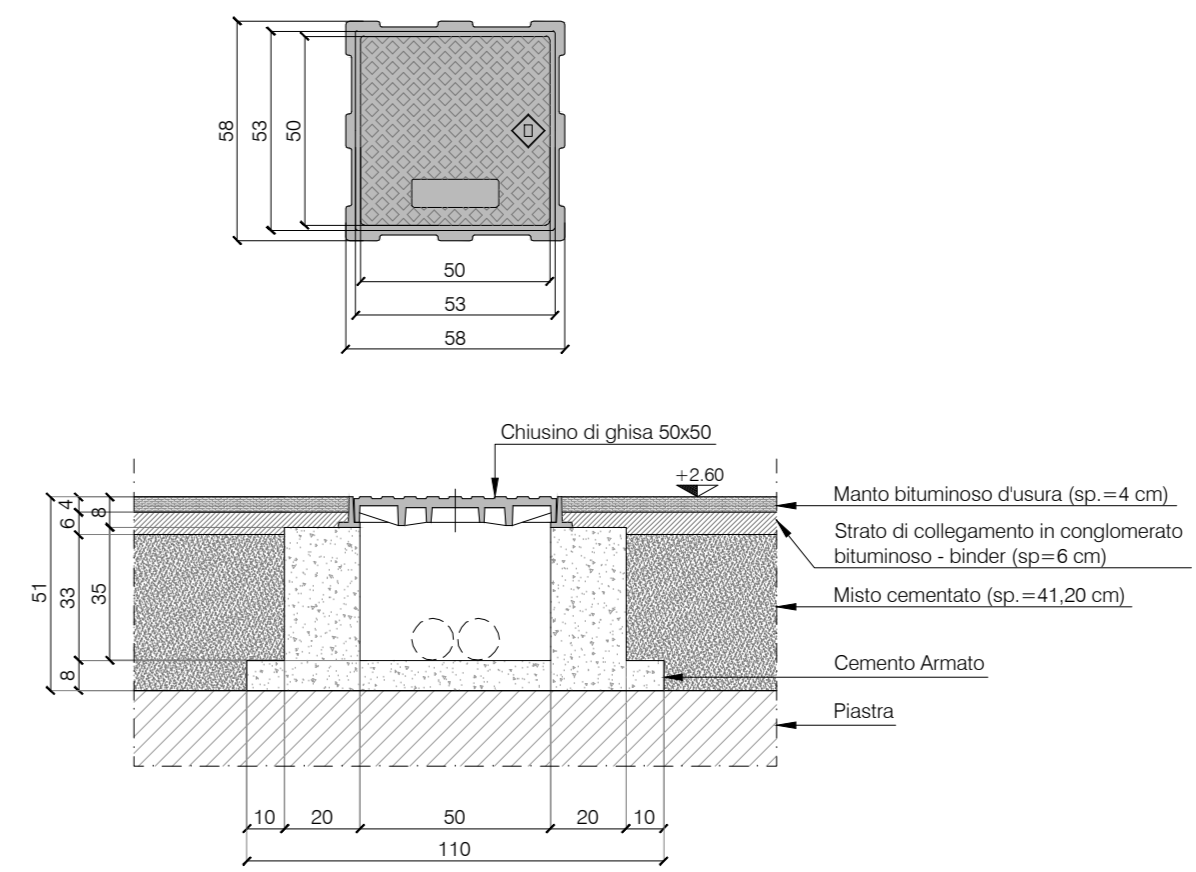 58
53
50
50
53
58
Chiusino di ghisa 50x50
+2.60
Manto bituminoso d'usura (sp.=4 cm)
Strato di collegamento in conglomerato
bituminoso - binder (sp=6 cm)
Misto cementato (sp.=41,20 cm)
Cemento Armato
Piastra
51
4
6
33
8
8
35
10
20
50
20
10
110